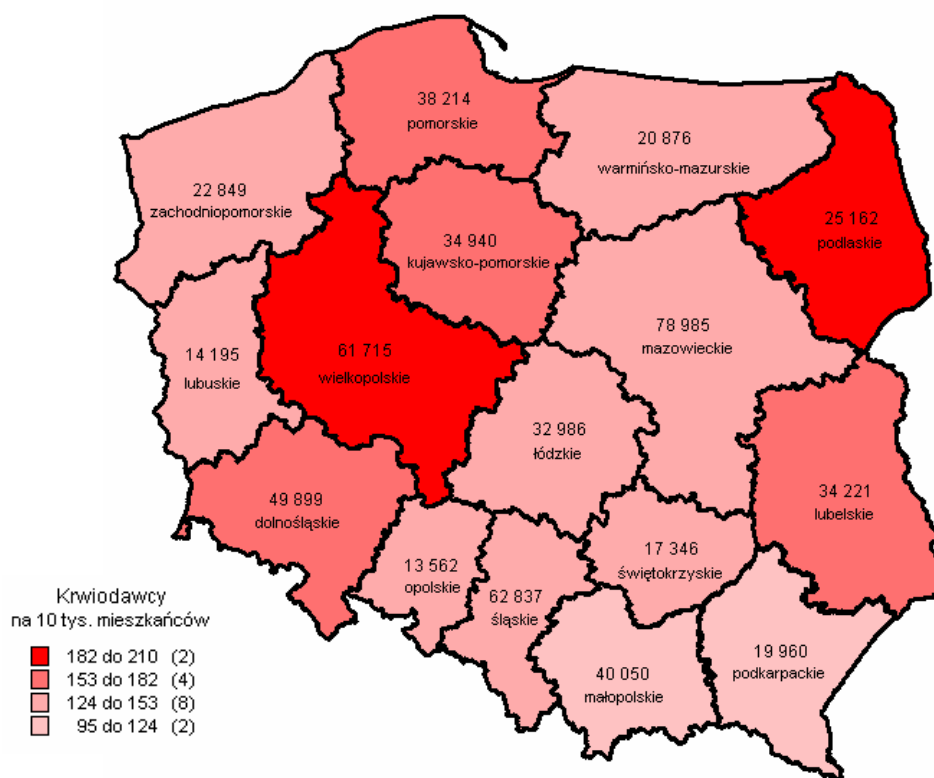 38 214
pomorskie
20 876
warmińsko-mazurskie
22 849
zachodniopomorskie
25 162
podlaskie
34 940
kujawsko-pomorskie
78 985
mazowieckie
14 195
lubuskie
61 715
wielkopolskie
32 986
łódzkie
34 221
lubelskie
49 899
dolnośląskie
13 562
opolskie
62 837
śląskie
17 346
świętokrzyskie
40 050
małopolskie
19 960
podkarpackie
Krwiodawcy
na 10 tys. mieszkańców
182 do 210 (2)
153 do 182 (4)
124 do 153 (8)
95 do 124 (2)